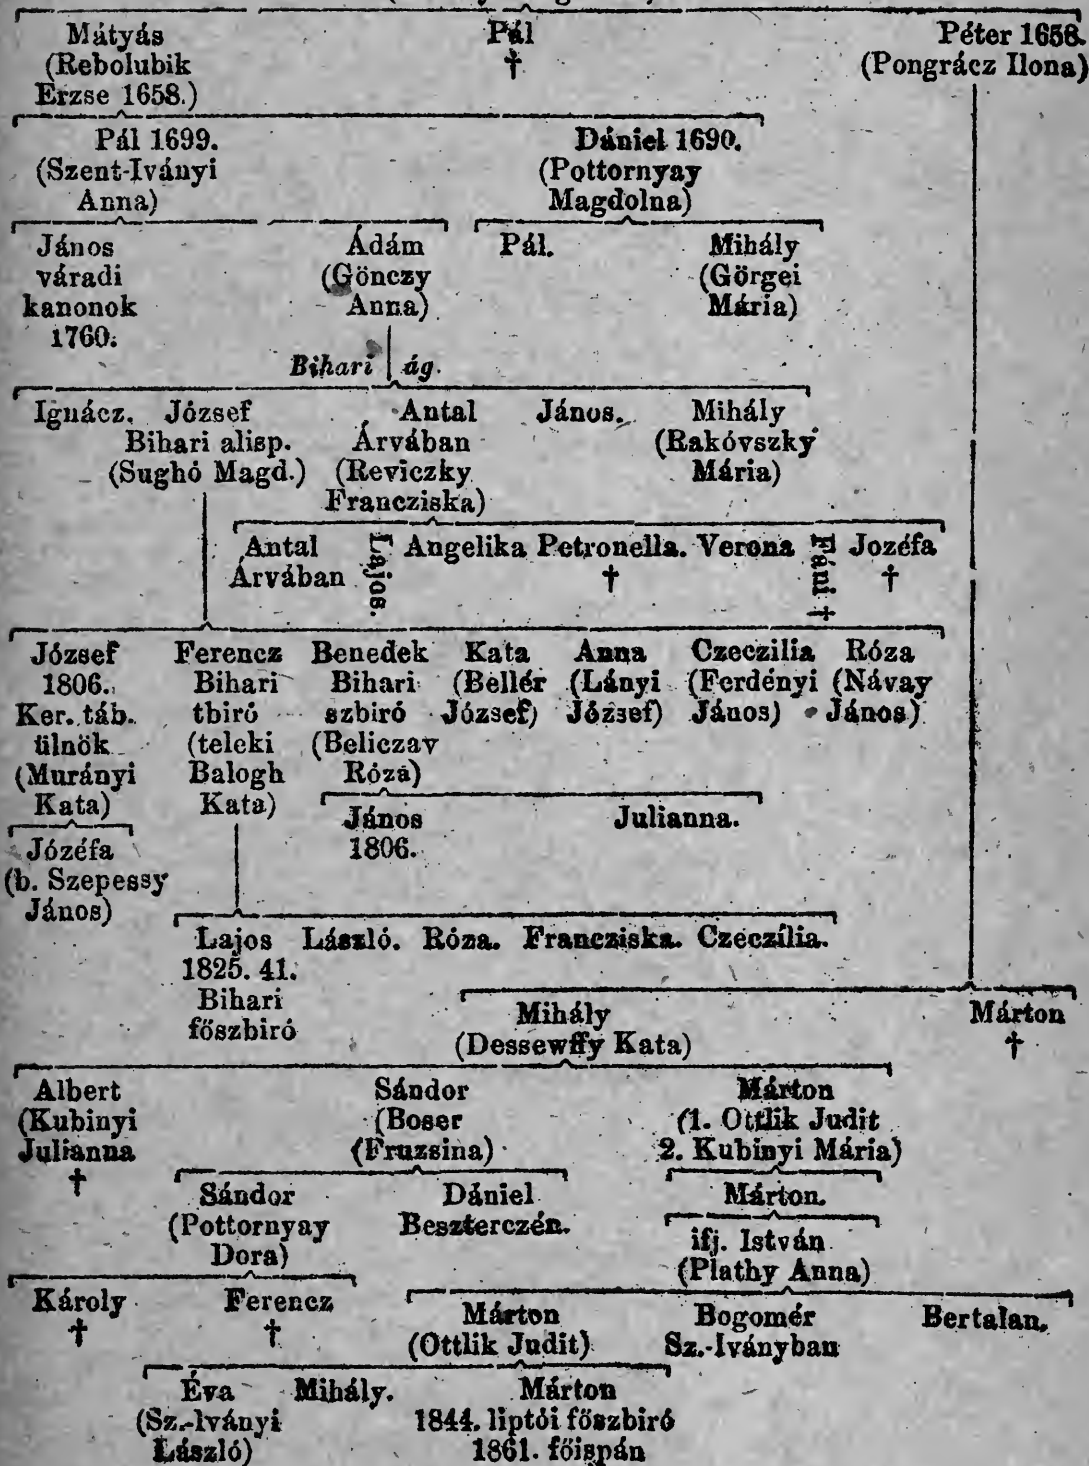 Mátyás Pál Péter 1658.
(Rebolubik † (Pongrácz Ilona)
Erzse 1658.)
Pál 1699. Dániel 1690.
(Szent-Iványi (Pottornyay
Anna) Magdolna)
János Ádám Pál. Mihály
váradi (Gönczy (Görgei
kanonok Anna) Mária)
1760.
Bihari ág.
Ignácz. József Antal János. Mihály
Bihari alisp. Árvában (Rakóvszky
(Sughó Magd.) (Reviczky Mária)
Francziska)
Antal Lajos. Angelika Petronella. Verona Fáni † Jozéfa
Árvában † †
József Ferencz Benedek Kata Anna Czeczilia Róza
1806. Bihari Bihari (Bellér (Lányi (Ferdényi (Návay
Ker. táb. tbiró szbiró József) József) János) János)
ülnök (teleki (Beliczay
(Murányi Balogh Róza)
Kata) Kata)
János Julianna.
Józéfa 1806.
(b. Szepessy
János)
Lajos László. Róza. Francziska. Czeczília.
1825. 41.
Bihari
főszbiró Mihály Márton
(Dessewffy Kata) †
Albert Sándor Márton
(Kubinyi (Boser (1. Ottlik Judit
Julianna (Fruzsina) 2. Kubinyi Mária)
†
Sándor Dániel Márton.
(Pottornyay Beszterczén.
Dora) ifj. István
(Plathy Anna)
Károly Ferencz Márton Bogomér Bertalan.
† † (Ottlik Judit) Sz.-Iványban
Éva Mihály. Márton
(Sz.-Iványi 1844. liptói főszbiró
László) 1861. főispán